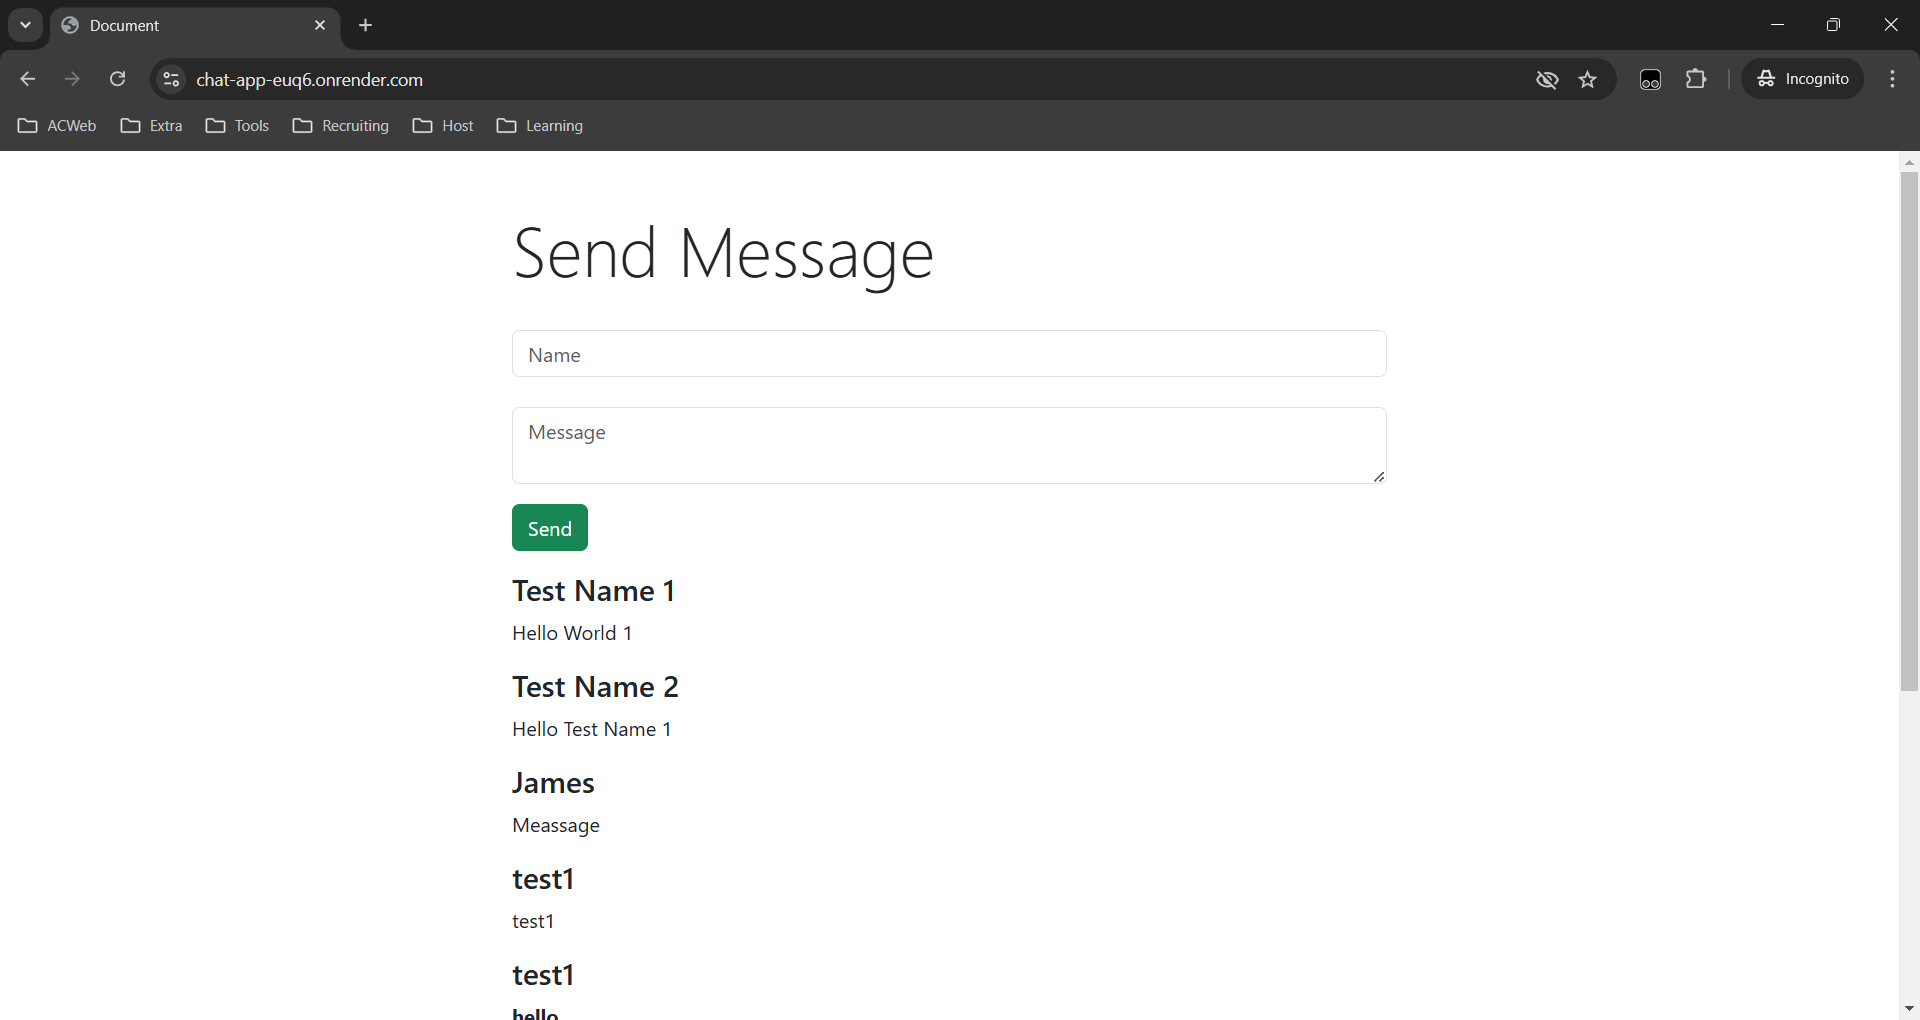 Document
chat-app-euq6.onrender.com
Incognito
ACWeb Extra Tools Recruiting Host Learning
Send Message
Name
Message
Send
Test Name 1
Hello World 1
Test Name 2
Hello Test Name 1
James
Meassage
test1
test1
test1
hello